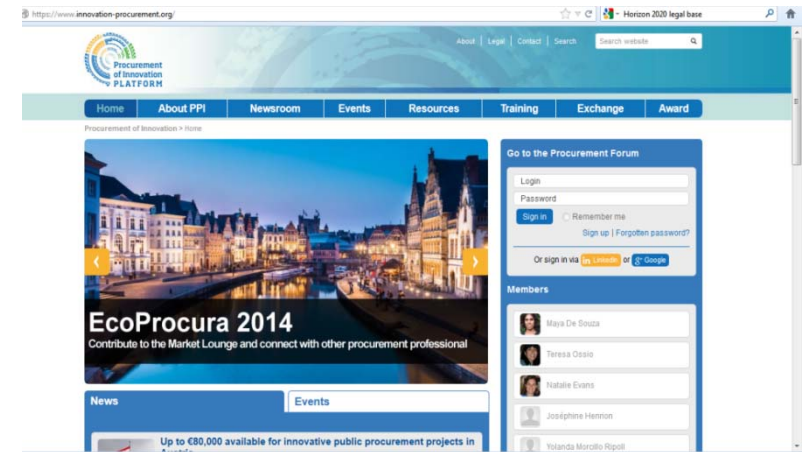 https://www.innovation-procurement.org/
Horizon 2020 legal base
Procurement
of Innovation
PLATFORM
About | Legal | Contact | Search
Search website
Home About PPI Newsroom Events Resources Training Exchange Award
Procurement of Innovation > Home
EcoProcura 2014
Contribute to the Market Lounge and connect with other procurement professional
Go to the Procurement Forum
Login
Password
Sign in Remember me
Sign up | Forgotten password?
Or sign in via in LinkedIn or g+ Google
Members
Maya De Souza
Teresa Ossio
Natalie Evans
Joséphine Henrion
Yolanda Morcillo Ripoll
News Events
Up to €80,000 available for innovative public procurement projects in